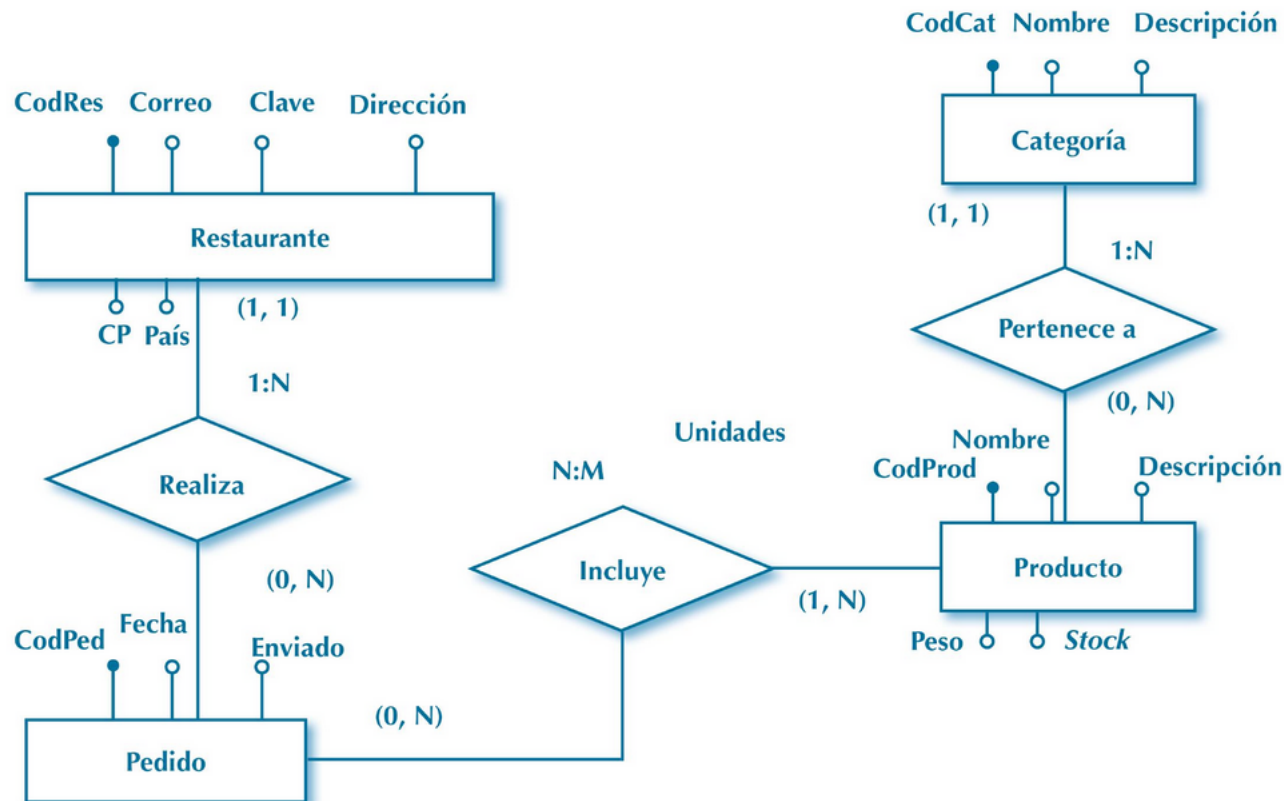 CodCat Nombre Descripción
Categoría
(1, 1)
1:N
Pertenece a
(0, N)
CodRes Correo Clave Dirección
Restaurante
CP País
(1, 1)
1:N
Realiza
(0, N)
CodPed Fecha Enviado
Pedido
(0, N)
Unidades
N:M
Incluye
(1, N)
CodProd Nombre Descripción
Producto
Peso Stock